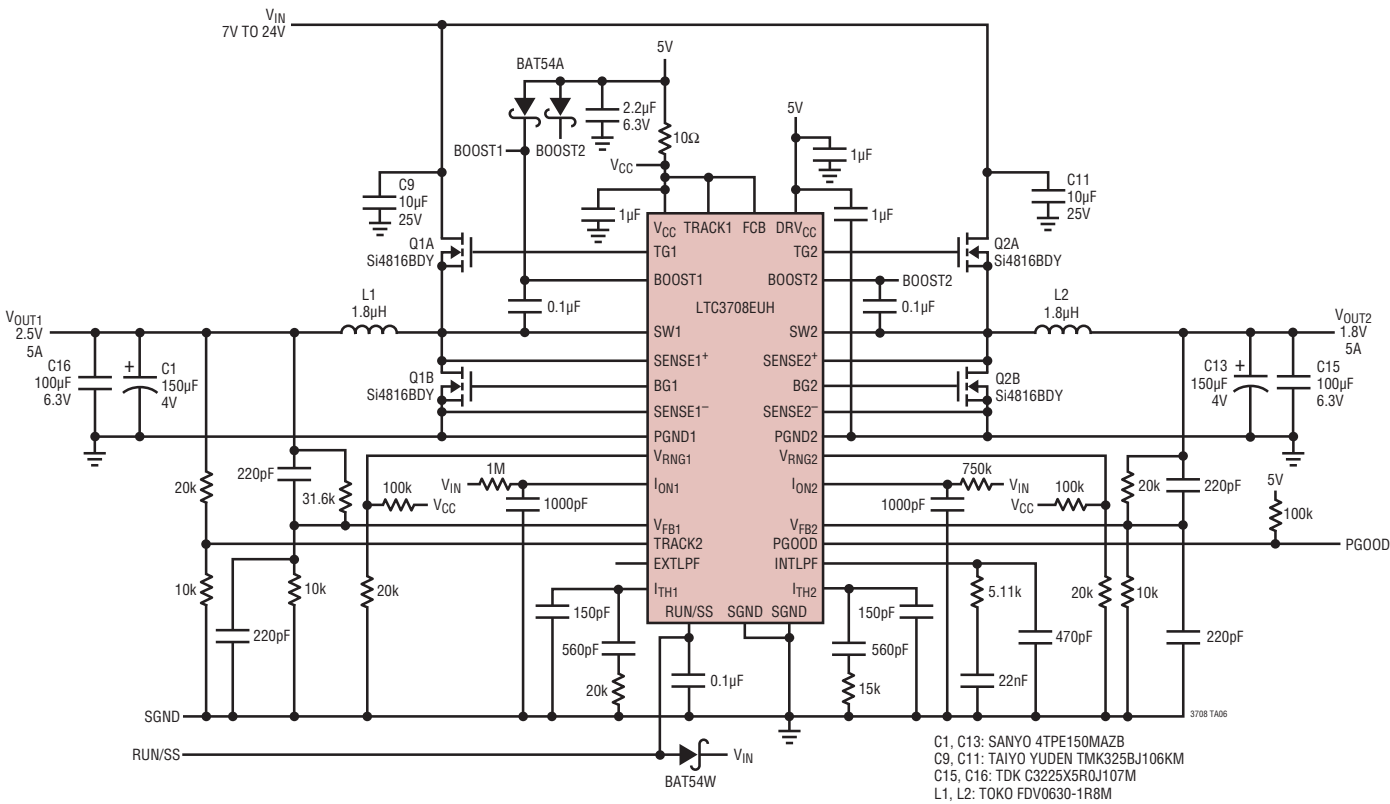 V_IN
7V TO 24V
5V
BAT54A
2.2µF
6.3V
10Ω
5V
BOOST1
BOOST2
V_CC
1µF
C9
10µF
25V
1µF
1µF
C11
10µF
25V
V_CC TRACK1 FCB DRV_CC
Q1A
Si4816BDY
TG1
TG2
Q2A
Si4816BDY
BOOST1
BOOST2
BOOST2
LTC3708EUH
L1
1.8µH
0.1µF
0.1µF
L2
1.8µH
V_OUT1
2.5V
5A
SW1
SW2
V_OUT2
1.8V
5A
SENSE1+
SENSE2+
C16
100µF
6.3V
+
C1
150µF
4V
Q1B
Si4816BDY
BG1
BG2
Q2B
Si4816BDY
C13
150µF
4V
+
C15
100µF
6.3V
SENSE1–
SENSE2–
PGND1
PGND2
V_RNG1
V_RNG2
20k
220pF
31.6k
100k
V_CC
V_IN
1M
1000pF
I_ON1
I_ON2
1000pF
750k
V_IN
V_CC
100k
20k
220pF
5V
100k
V_FB1
V_FB2
TRACK2
PGOOD
PGOOD
EXTLPF
INTLPF
10k
220pF
10k
20k
I_TH1
I_TH2
RUN/SS SGND SGND
150pF
560pF
20k
0.1µF
560pF
15k
150pF
5.11k
22nF
470pF
20k
10k
220pF
SGND
3708 TA06
RUN/SS
BAT54W
V_IN
C1, C13: SANYO 4TPE150MAZB
C9, C11: TAIYO YUDEN TMK325BJ106KM
C15, C16: TDK C3225X5R0J107M
L1, L2: TOKO FDV0630-1R8M